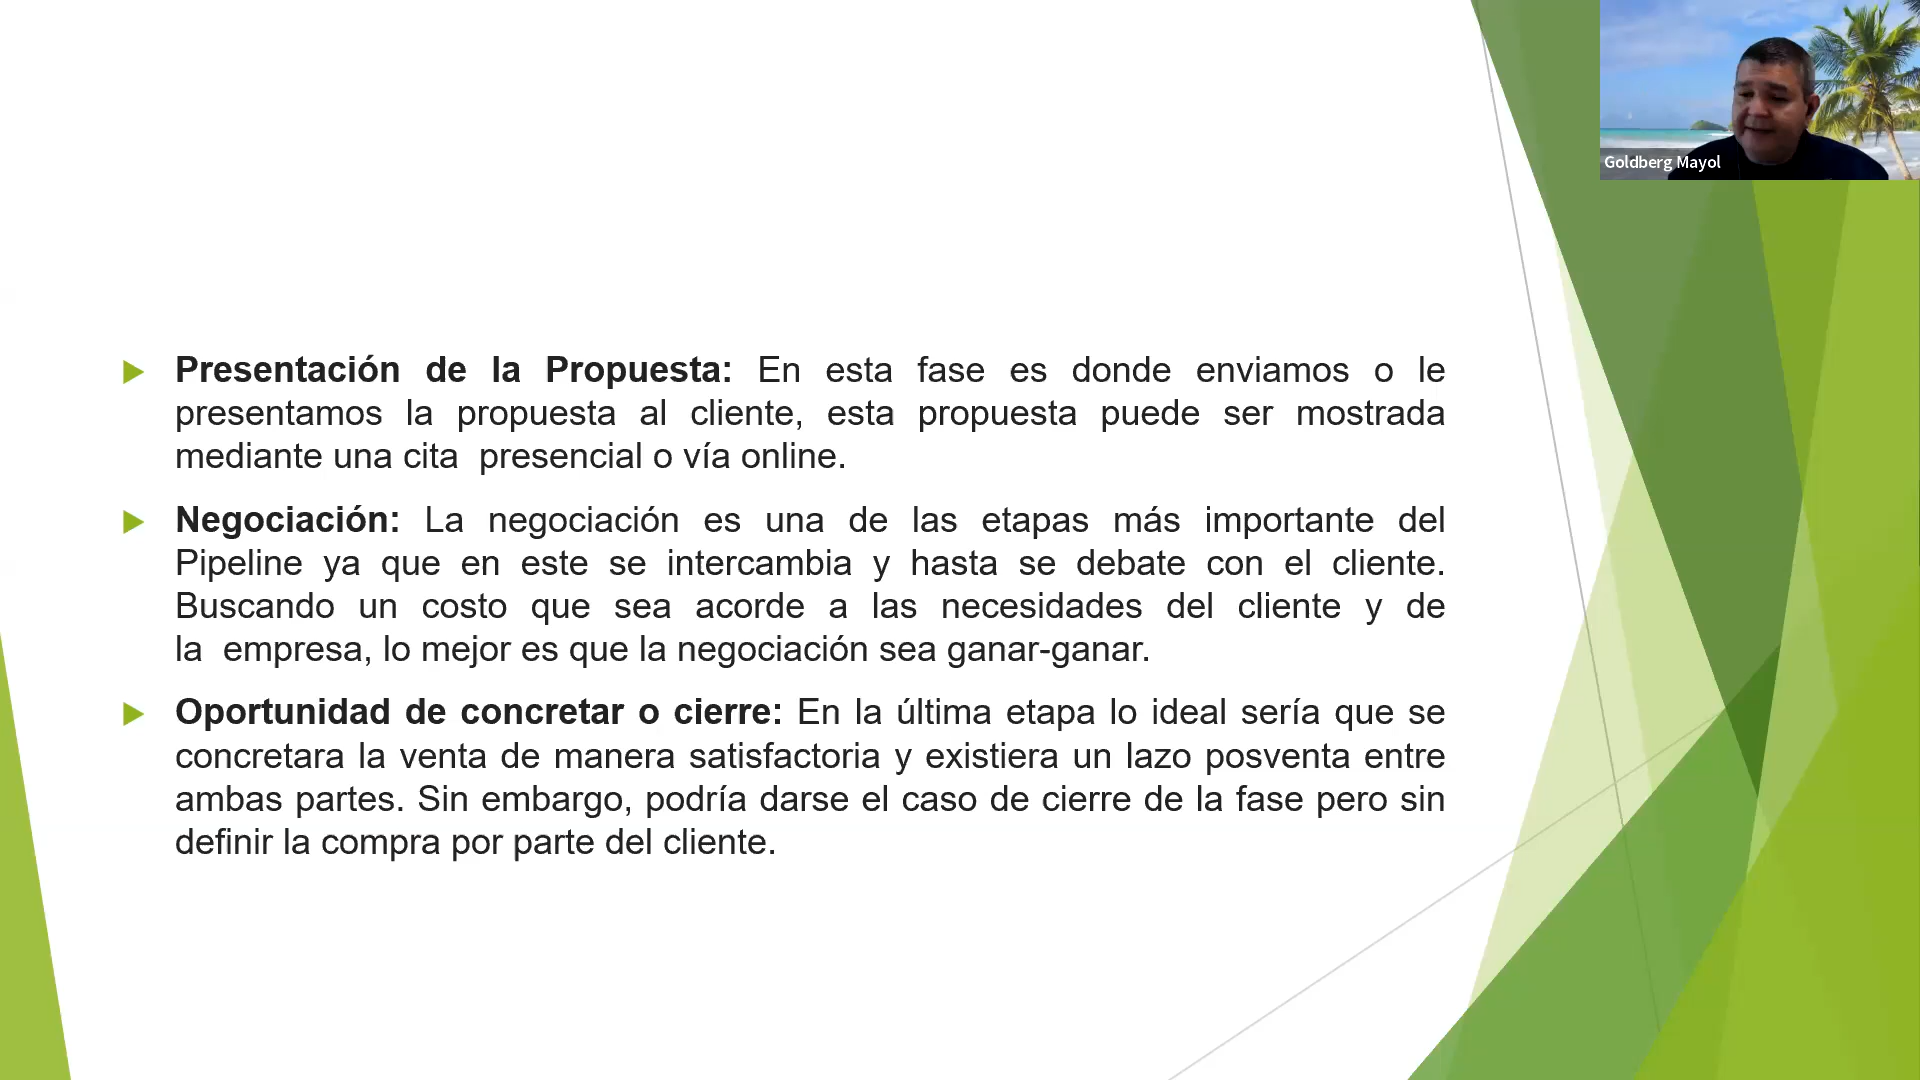 Goldberg Mayol
Presentación de la Propuesta: En esta fase es donde enviamos o le
presentamos la propuesta al cliente, esta propuesta puede ser mostrada
mediante una cita  presencial o vía online.
Negociación: La negociación es una de las etapas más importante del
Pipeline ya que en este se intercambia y hasta se debate con el cliente.
Buscando un costo que sea acorde a las necesidades del cliente y de
la  empresa, lo mejor es que la negociación sea ganar-ganar.
Oportunidad de concretar o cierre: En la última etapa lo ideal sería que se
concretara la venta de manera satisfactoria y existiera un lazo posventa entre
ambas partes. Sin embargo, podría darse el caso de cierre de la fase pero sin
definir la compra por parte del cliente.